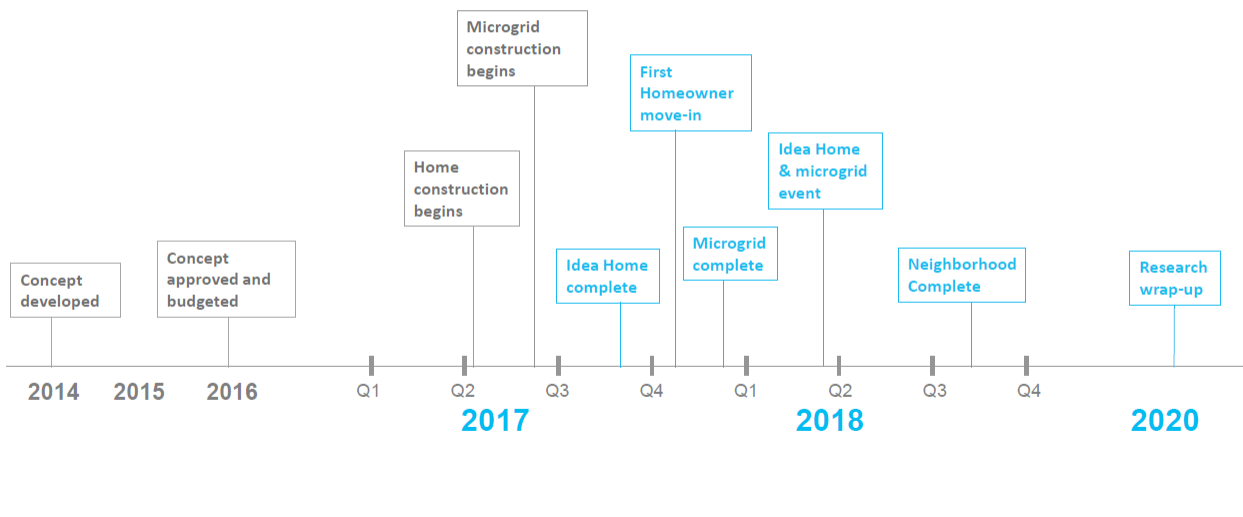 Microgrid
construction
begins
First
Homeowner
move-in
Idea Home
& microgrid
event
Home
construction
begins
Microgrid
complete
Concept
approved and
budgeted
Idea Home
complete
Neighborhood
Complete
Research
wrap-up
Concept
developed
2014 2015 2016 Q1 Q2 Q3 Q4 Q1 Q2 Q3 Q4
2017 2018 2020